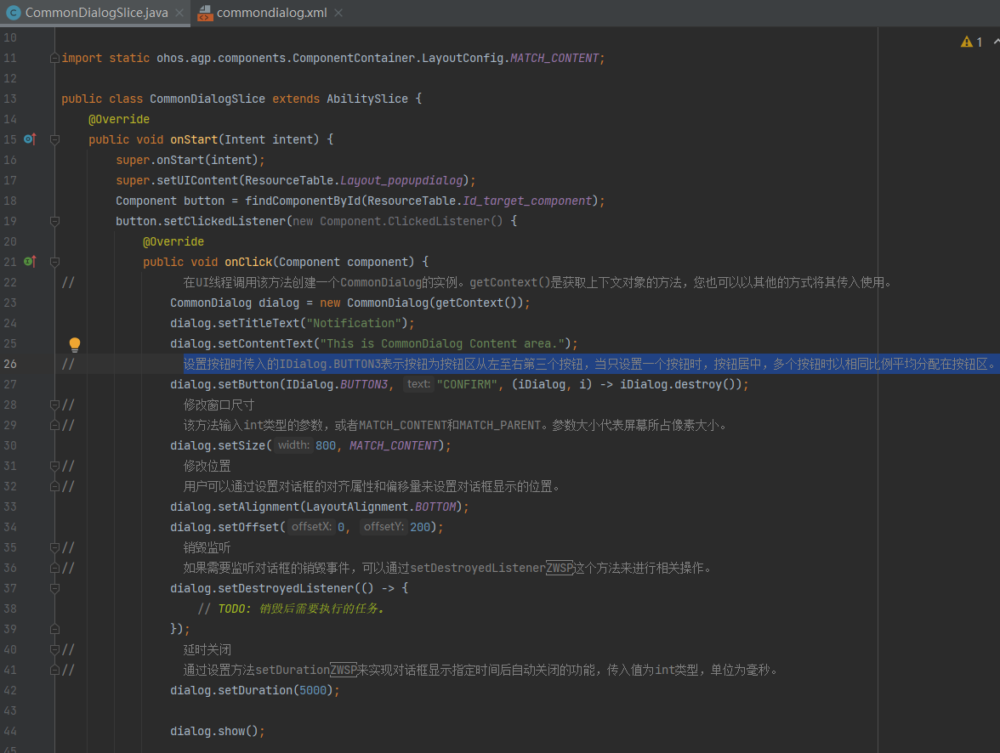 CommonDialogSlice.java commondialog.xml
10
11 import static ohos.agp.components.ComponentContainer.LayoutConfig.MATCH_CONTENT; 1
12
13 public class CommonDialogSlice extends AbilitySlice {
14 @Override
15 public void onStart(Intent intent) {
16 super.onStart(intent);
17 super.setUIContent(ResourceTable.Layout_popupdialog);
18 Component button = findComponentById(ResourceTable.Id_target_component);
19 button.setClickedListener(new Component.ClickedListener() {
20 @Override
21 public void onClick(Component component) {
22 // 在UI线程调用该方法创建一个CommonDialog的实例。getContext()是获取上下文对象的方法，您也可以以其他的方式将其传入使用。
23 CommonDialog dialog = new CommonDialog(getContext());
24 dialog.setTitleText("Notification");
25 dialog.setContentText("This is CommonDialog Content area.");
26 // 设置按钮时传入的IDialog.BUTTON3表示按钮为按钮区从左至右第三个按钮，当只设置一个按钮时，按钮居中，多个按钮时以相同比例平均分配在按钮区。
27 dialog.setButton(IDialog.BUTTON3, text: "CONFIRM", (iDialog, i) -> iDialog.destroy());
28 // 修改窗口尺寸
29 // 该方法输入int类型的参数，或者MATCH_CONTENT和MATCH_PARENT。参数大小代表屏幕所占像素大小。
30 dialog.setSize( width: 800, MATCH_CONTENT);
31 // 修改位置
32 // 用户可以通过设置对话框的对齐属性和偏移量来设置对话框显示的位置。
33 dialog.setAlignment(LayoutAlignment.BOTTOM);
34 dialog.setOffset( offsetX: 0, offsetY: 200);
35 // 销毁监听
36 // 如果需要监听对话框的销毁事件，可以通过setDestroyedListenerZWSP这个方法来进行相关操作。
37 dialog.setDestroyedListener(() -> {
38 // TODO: 销毁后需要执行的任务。
39 });
40 // 延时关闭
41 // 通过设置方法setDurationZWSP来实现对话框显示指定时间后自动关闭的功能，传入值为int类型，单位为毫秒。
42 dialog.setDuration(5000);
43
44 dialog.show();
45